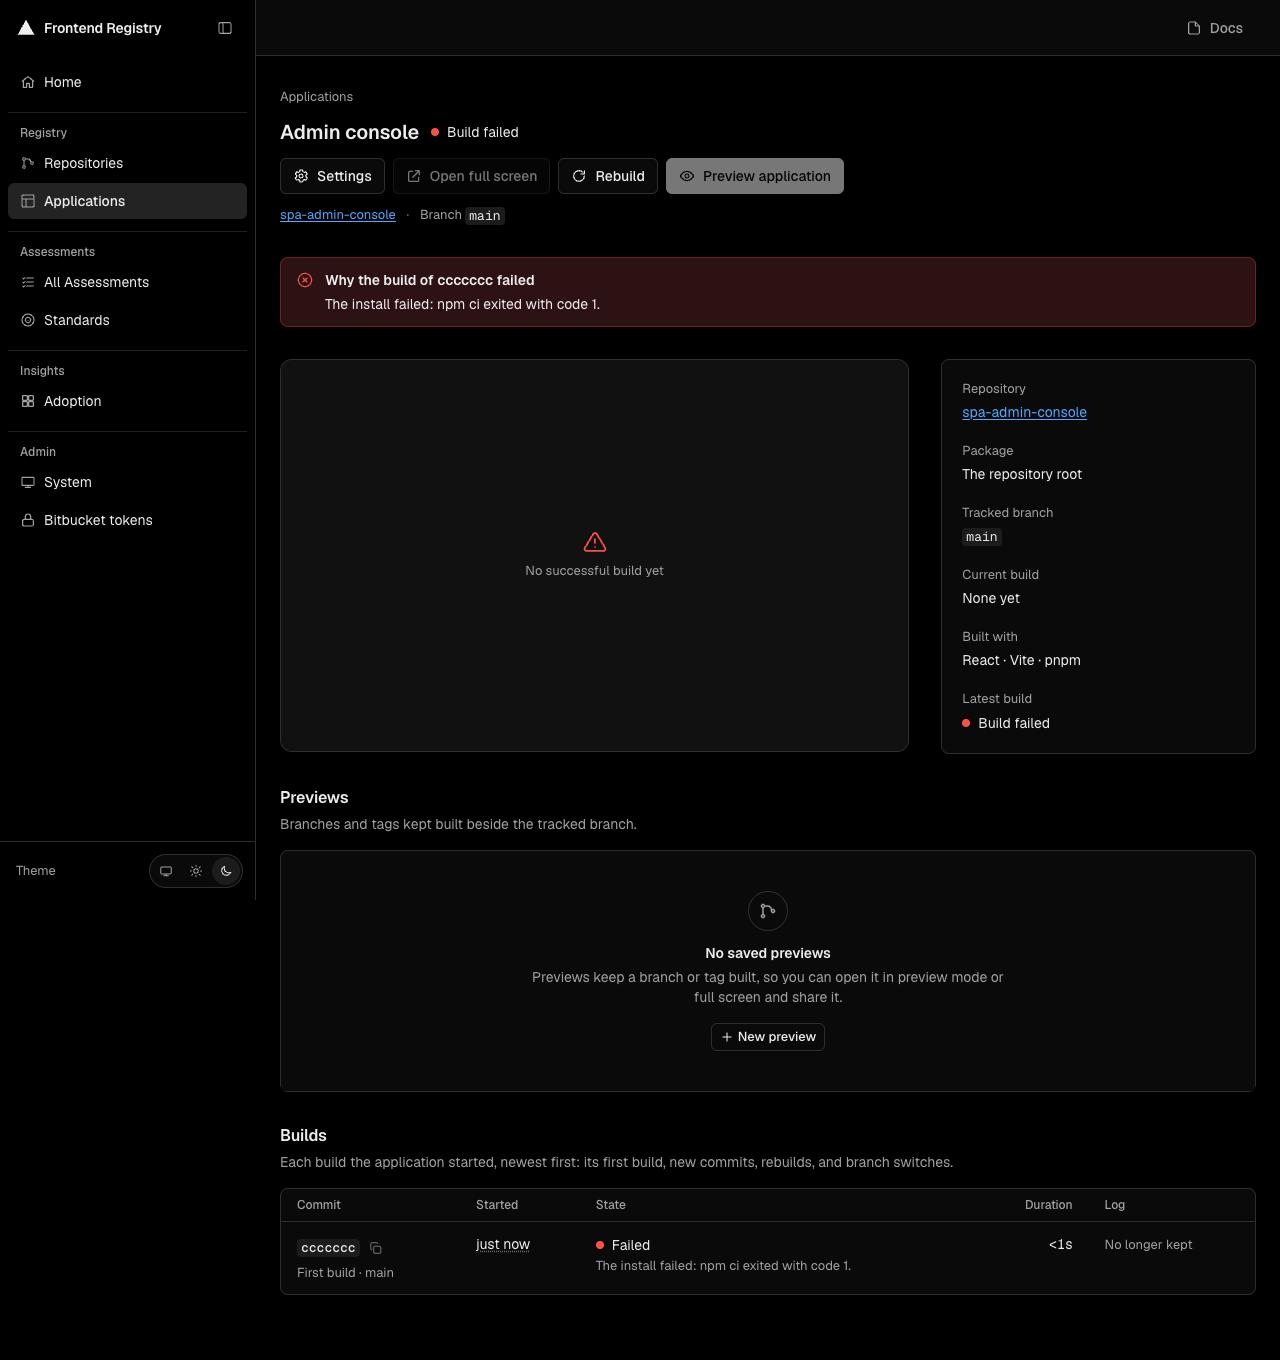 Frontend Registry
Docs
Home
Registry
Repositories
Applications
Assessments
All Assessments
Standards
Insights
Adoption
Admin
System
Bitbucket tokens
Theme
Applications
Admin console
Build failed
Settings
Open full screen
Rebuild
Preview application
spa-admin-console · Branch main
Why the build of ccccccc failed
The install failed: npm ci exited with code 1.
No successful build yet
Repository
spa-admin-console
Package
The repository root
Tracked branch
main
Current build
None yet
Built with
React · Vite · pnpm
Latest build
Build failed
Previews
Branches and tags kept built beside the tracked branch.
No saved previews
Previews keep a branch or tag built, so you can open it in preview mode or
full screen and share it.
New preview
Builds
Each build the application started, newest first: its first build, new commits, rebuilds, and branch switches.
Commit Started State Duration Log
ccccccc just now Failed <1s No longer kept
First build · main The install failed: npm ci exited with code 1.